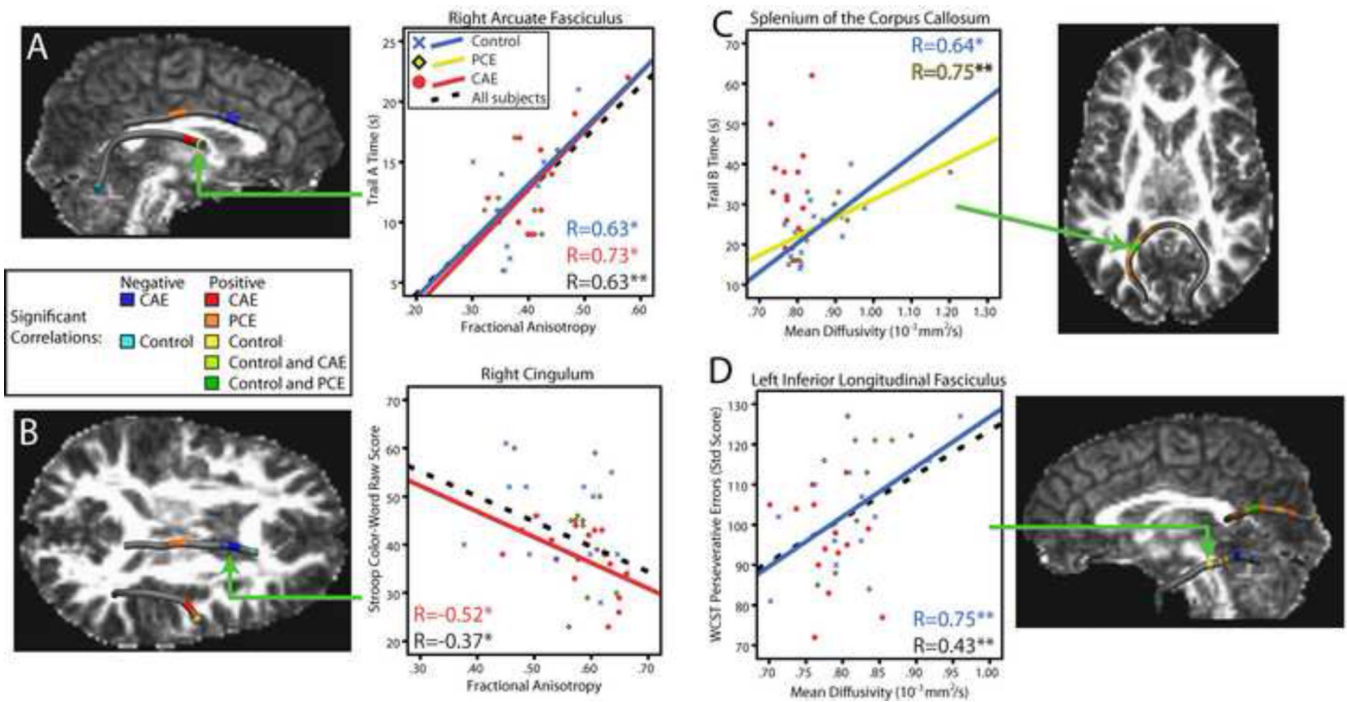 A
Right Arcuate Fasciculus
Control
PCE
CAE
All subjects
25
20
15
10
5
Trail A Time (s)
R=0.63*
R=0.73*
R=0.63**
.20 .30 .40 .50 .60
Fractional Anisotropy
C
Splenium of the Corpus Callosum
R=0.64*
R=0.75**
70
60
50
40
30
20
10
Trail B Time (s)
.70 .80 .90 1.00 1.10 1.20 1.30
Mean Diffusivity (10⁻³mm²/s)
Significant
Correlations:
Negative Positive
CAE CAE
PCE
Control Control
Control and CAE
Control and PCE
B
Right Cingulum
70
60
50
40
30
20
Stroop Color-Word Raw Score
R=-0.52*
R=-0.37*
.30 .40 .50 .60 .70
Fractional Anisotropy
D
Left Inferior Longitudinal Fasciculus
130
120
110
100
90
80
70
WCST Perseverative Errors (Std Score)
R=0.75**
R=0.43**
.70 .75 .80 .85 .90 .95 1.00
Mean Diffusivity (10⁻³mm²/s)